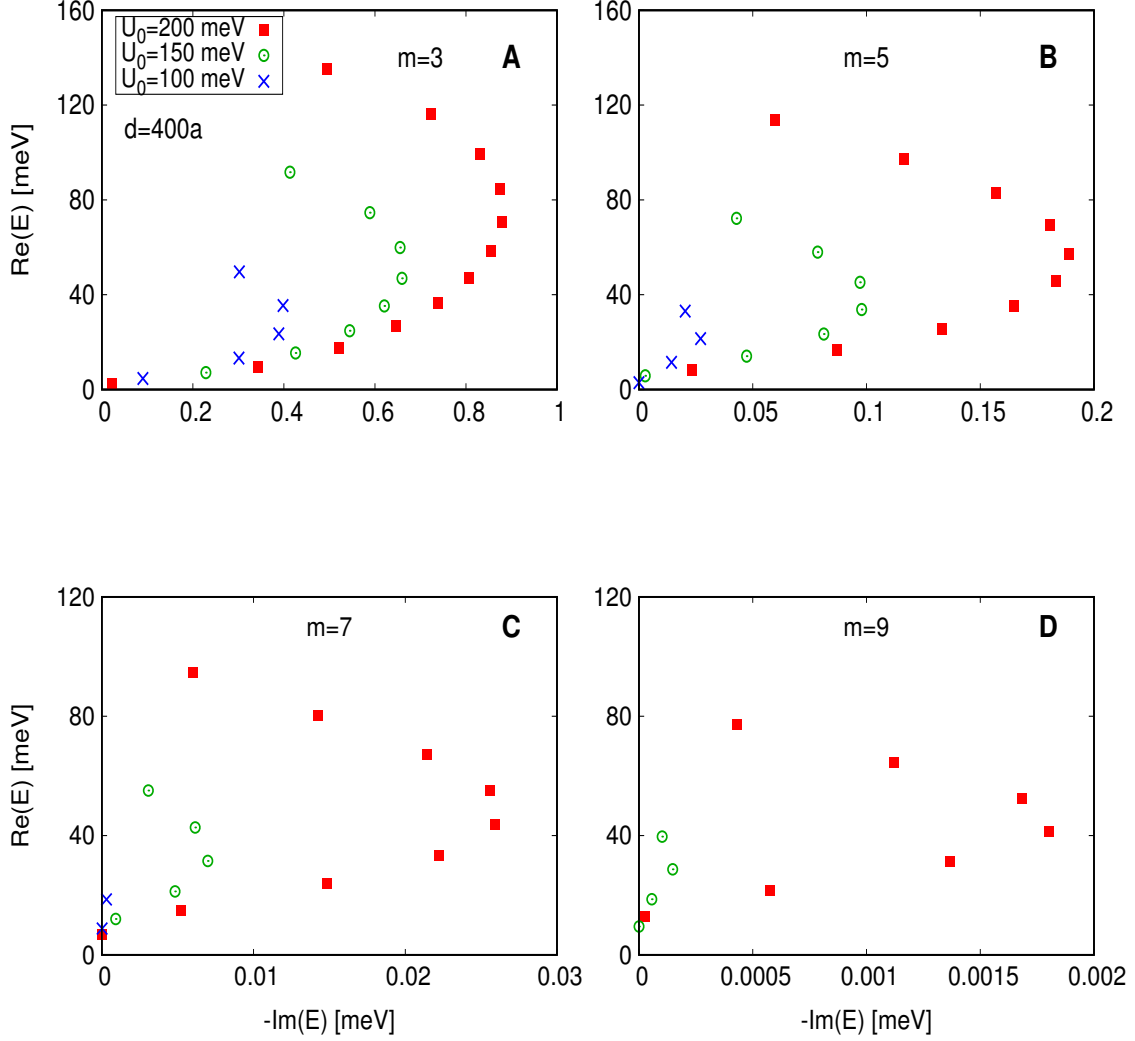 160
120
80
40
0
Re(E) [meV]
U₀=200 meV
U₀=150 meV
U₀=100 meV
d=400a
m=3
A
0 0.2 0.4 0.6 0.8 1
160
120
80
40
0
m=5
B
0 0.05 0.1 0.15 0.2
120
80
40
0
Re(E) [meV]
m=7
C
0 0.01 0.02 0.03
-Im(E) [meV]
120
80
40
0
m=9
D
0 0.0005 0.001 0.0015 0.002
-Im(E) [meV]